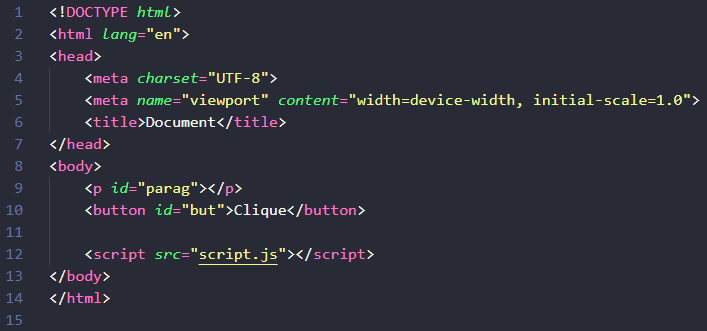 1 <!DOCTYPE html>
2 <html lang="en">
3 <head>
4     <meta charset="UTF-8">
5     <meta name="viewport" content="width=device-width, initial-scale=1.0">
6     <title>Document</title>
7 </head>
8 <body>
9     <p id="parag"></p>
10     <button id="but">Clique</button>
11
12     <script src="script.js"></script>
13 </body>
14 </html>
15